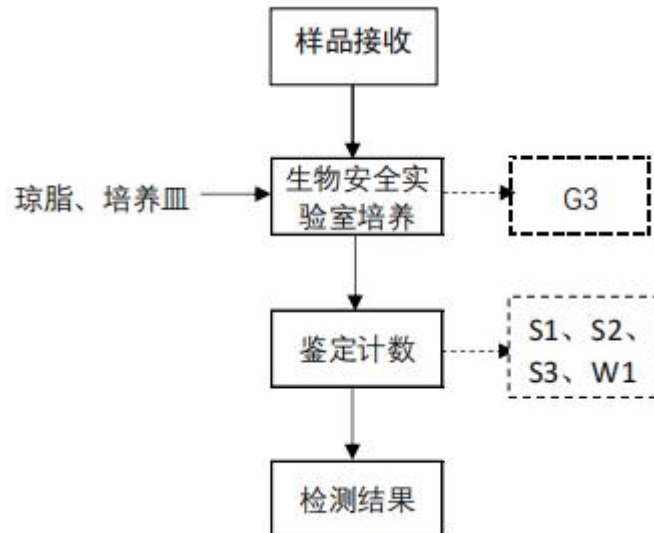 样品接收
琼脂、培养皿
生物安全实
验室培养
G3
鉴定计数
S1、S2、
S3、W1
检测结果